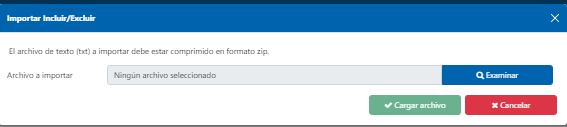 Importar Incluir/Excluir
El archivo de texto (txt) a importar debe estar comprimido en formato zip.
Archivo a importar Ningún archivo seleccionado Examinar
Cargar archivo Cancelar